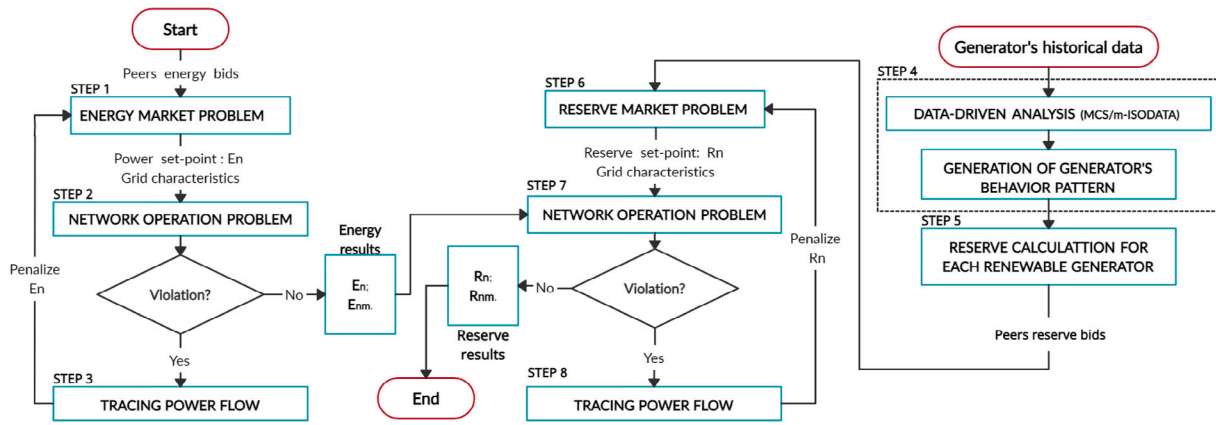 Start
Peers energy bids
STEP 1
ENERGY MARKET PROBLEM
Power set-point : En
Grid characteristics
STEP 2
NETWORK OPERATION PROBLEM
Penalize
En
Violation?
No
Yes
STEP 3
TRACING POWER FLOW
Energy
results
En;
Enm.
STEP 6
RESERVE MARKET PROBLEM
Reserve set-point: Rn
Grid characteristics
STEP 7
NETWORK OPERATION PROBLEM
Penalize
Rn
Violation?
No
Rn;
Rnm.
Reserve
results
End
Yes
STEP 8
TRACING POWER FLOW
Generator's historical data
STEP 4
DATA-DRIVEN ANALYSIS (MCS/m-ISODATA)
GENERATION OF GENERATOR'S
BEHAVIOR PATTERN
STEP 5
RESERVE CALCULATTION FOR
EACH RENEWABLE GENERATOR
Peers reserve bids